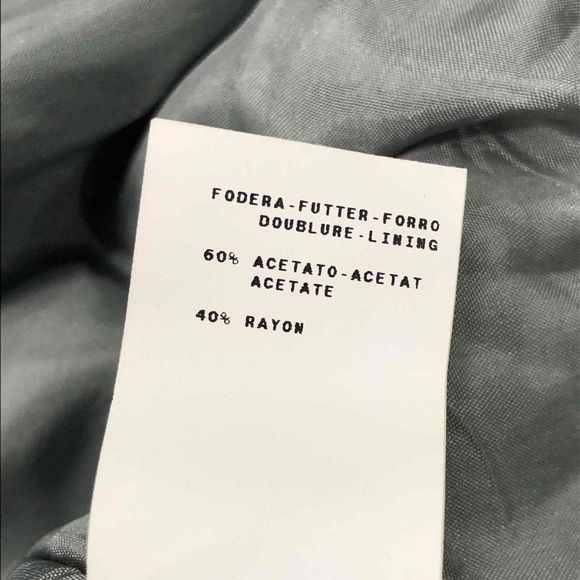 FODERA-FUTTER-FORRO
DOUBLURE-LINING
60% ACETATO-ACETAT
ACETATE
40% RAYON